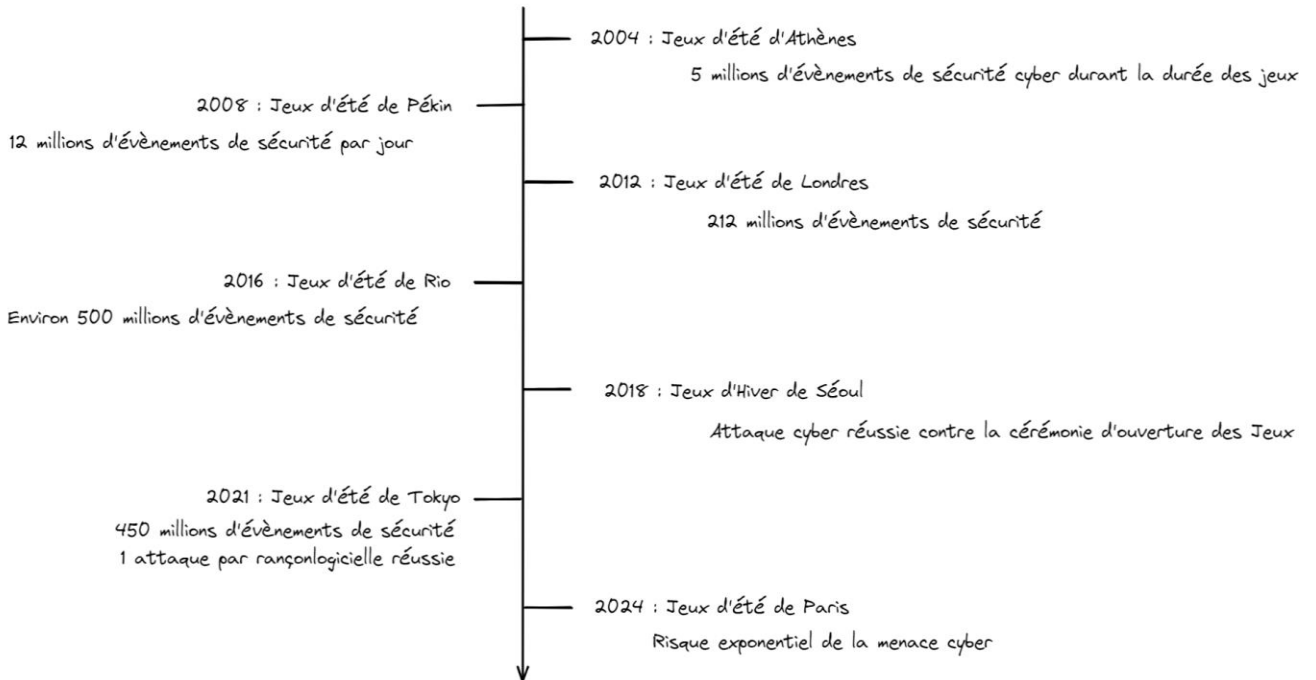 2004 : Jeux d'été d'Athènes
5 millions d'évènements de sécurité cyber durant la durée des jeux
2008 : Jeux d'été de Pékin
12 millions d'évènements de sécurité par jour
2012 : Jeux d'été de Londres
212 millions d'évènements de sécurité
2016 : Jeux d'été de Rio
Environ 500 millions d'évènements de sécurité
2018 : Jeux d'Hiver de Séoul
Attaque cyber réussie contre la cérémonie d'ouverture des Jeux
2021 : Jeux d'été de Tokyo
450 millions d'évènements de sécurité
1 attaque par rançonlogicielle réussie
2024 : Jeux d'été de Paris
Risque exponentiel de la menace cyber